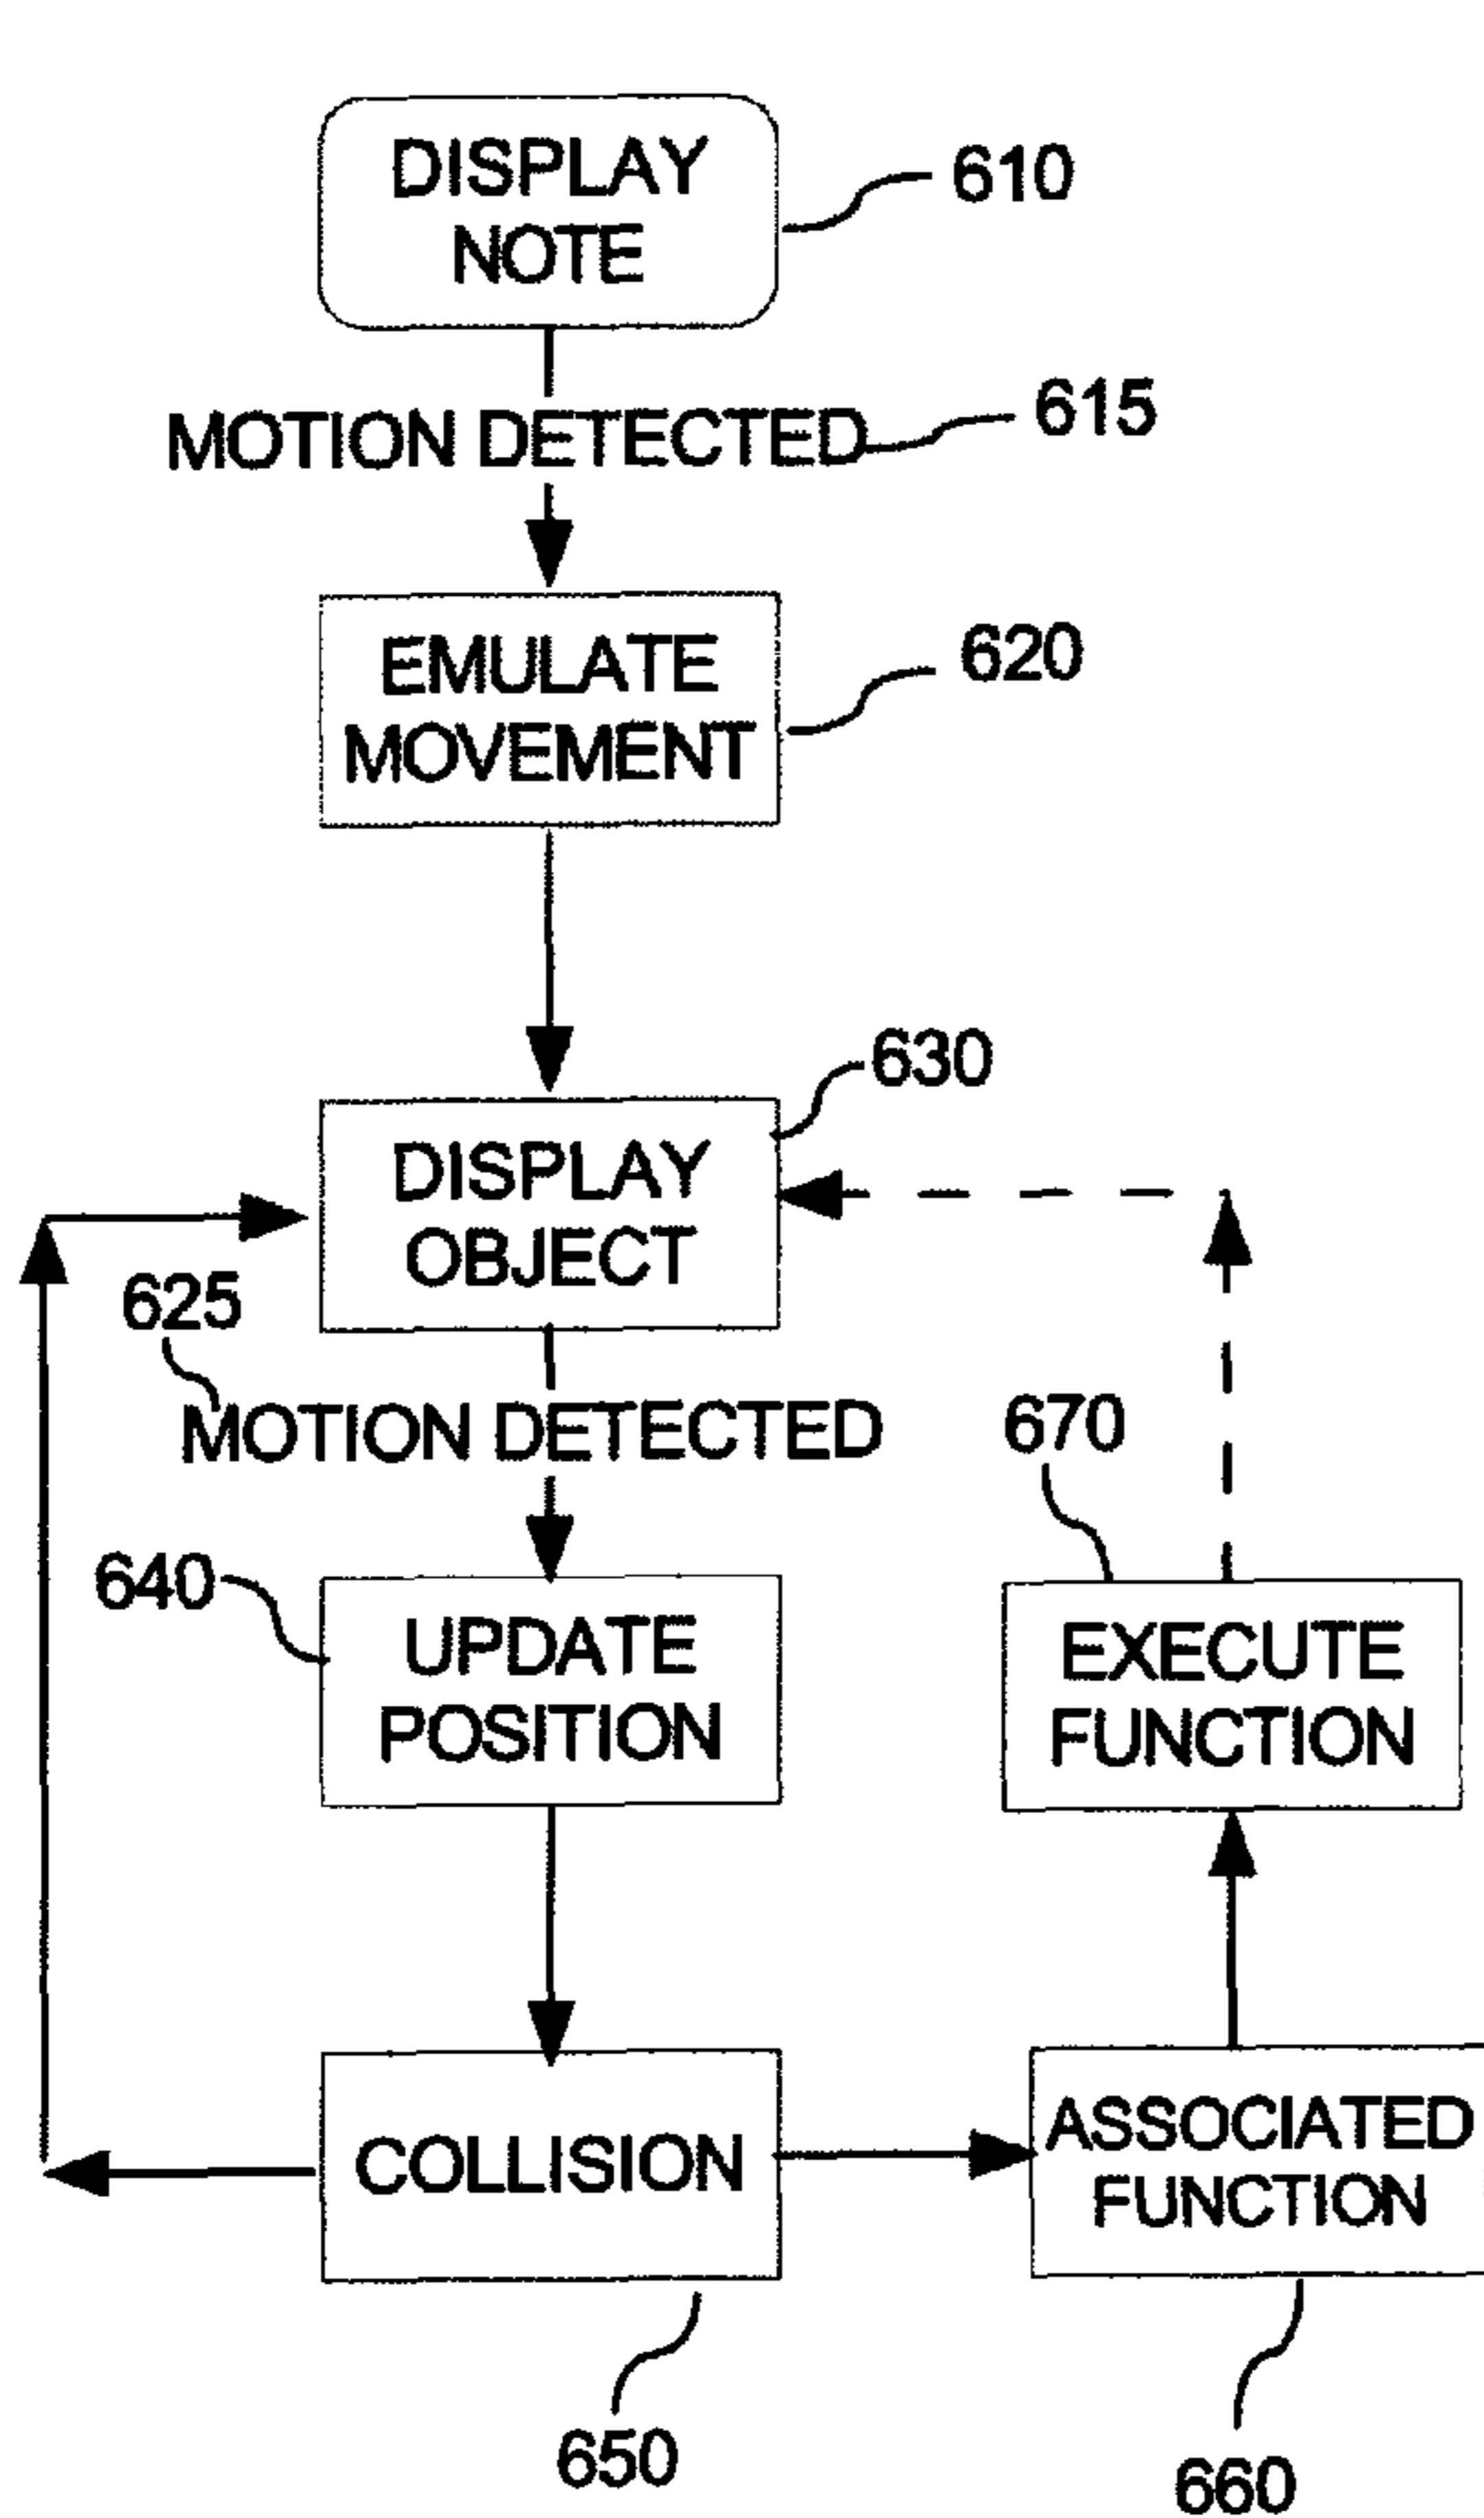 DISPLAY
NOTE
610
MOTION DETECTED
615
EMULATE
MOVEMENT
620
630
DISPLAY
OBJECT
625
MOTION DETECTED
670
640
UPDATE
POSITION
EXECUTE
FUNCTION
COLLISION
ASSOCIATED
FUNCTION
650
660